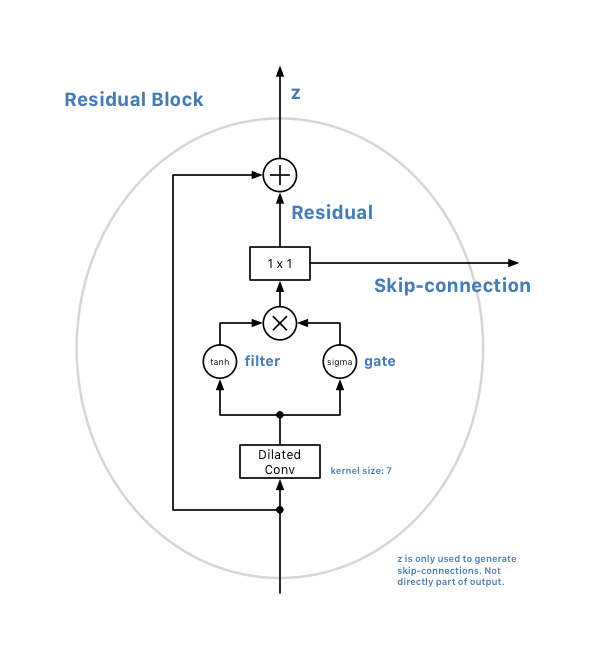 z
Residual Block
Residual
1 x 1
Skip-connection
tanh
filter
sigma
gate
Dilated
Conv
kernel size: 7
z is only used to generate
skip-connections. Not
directly part of output.